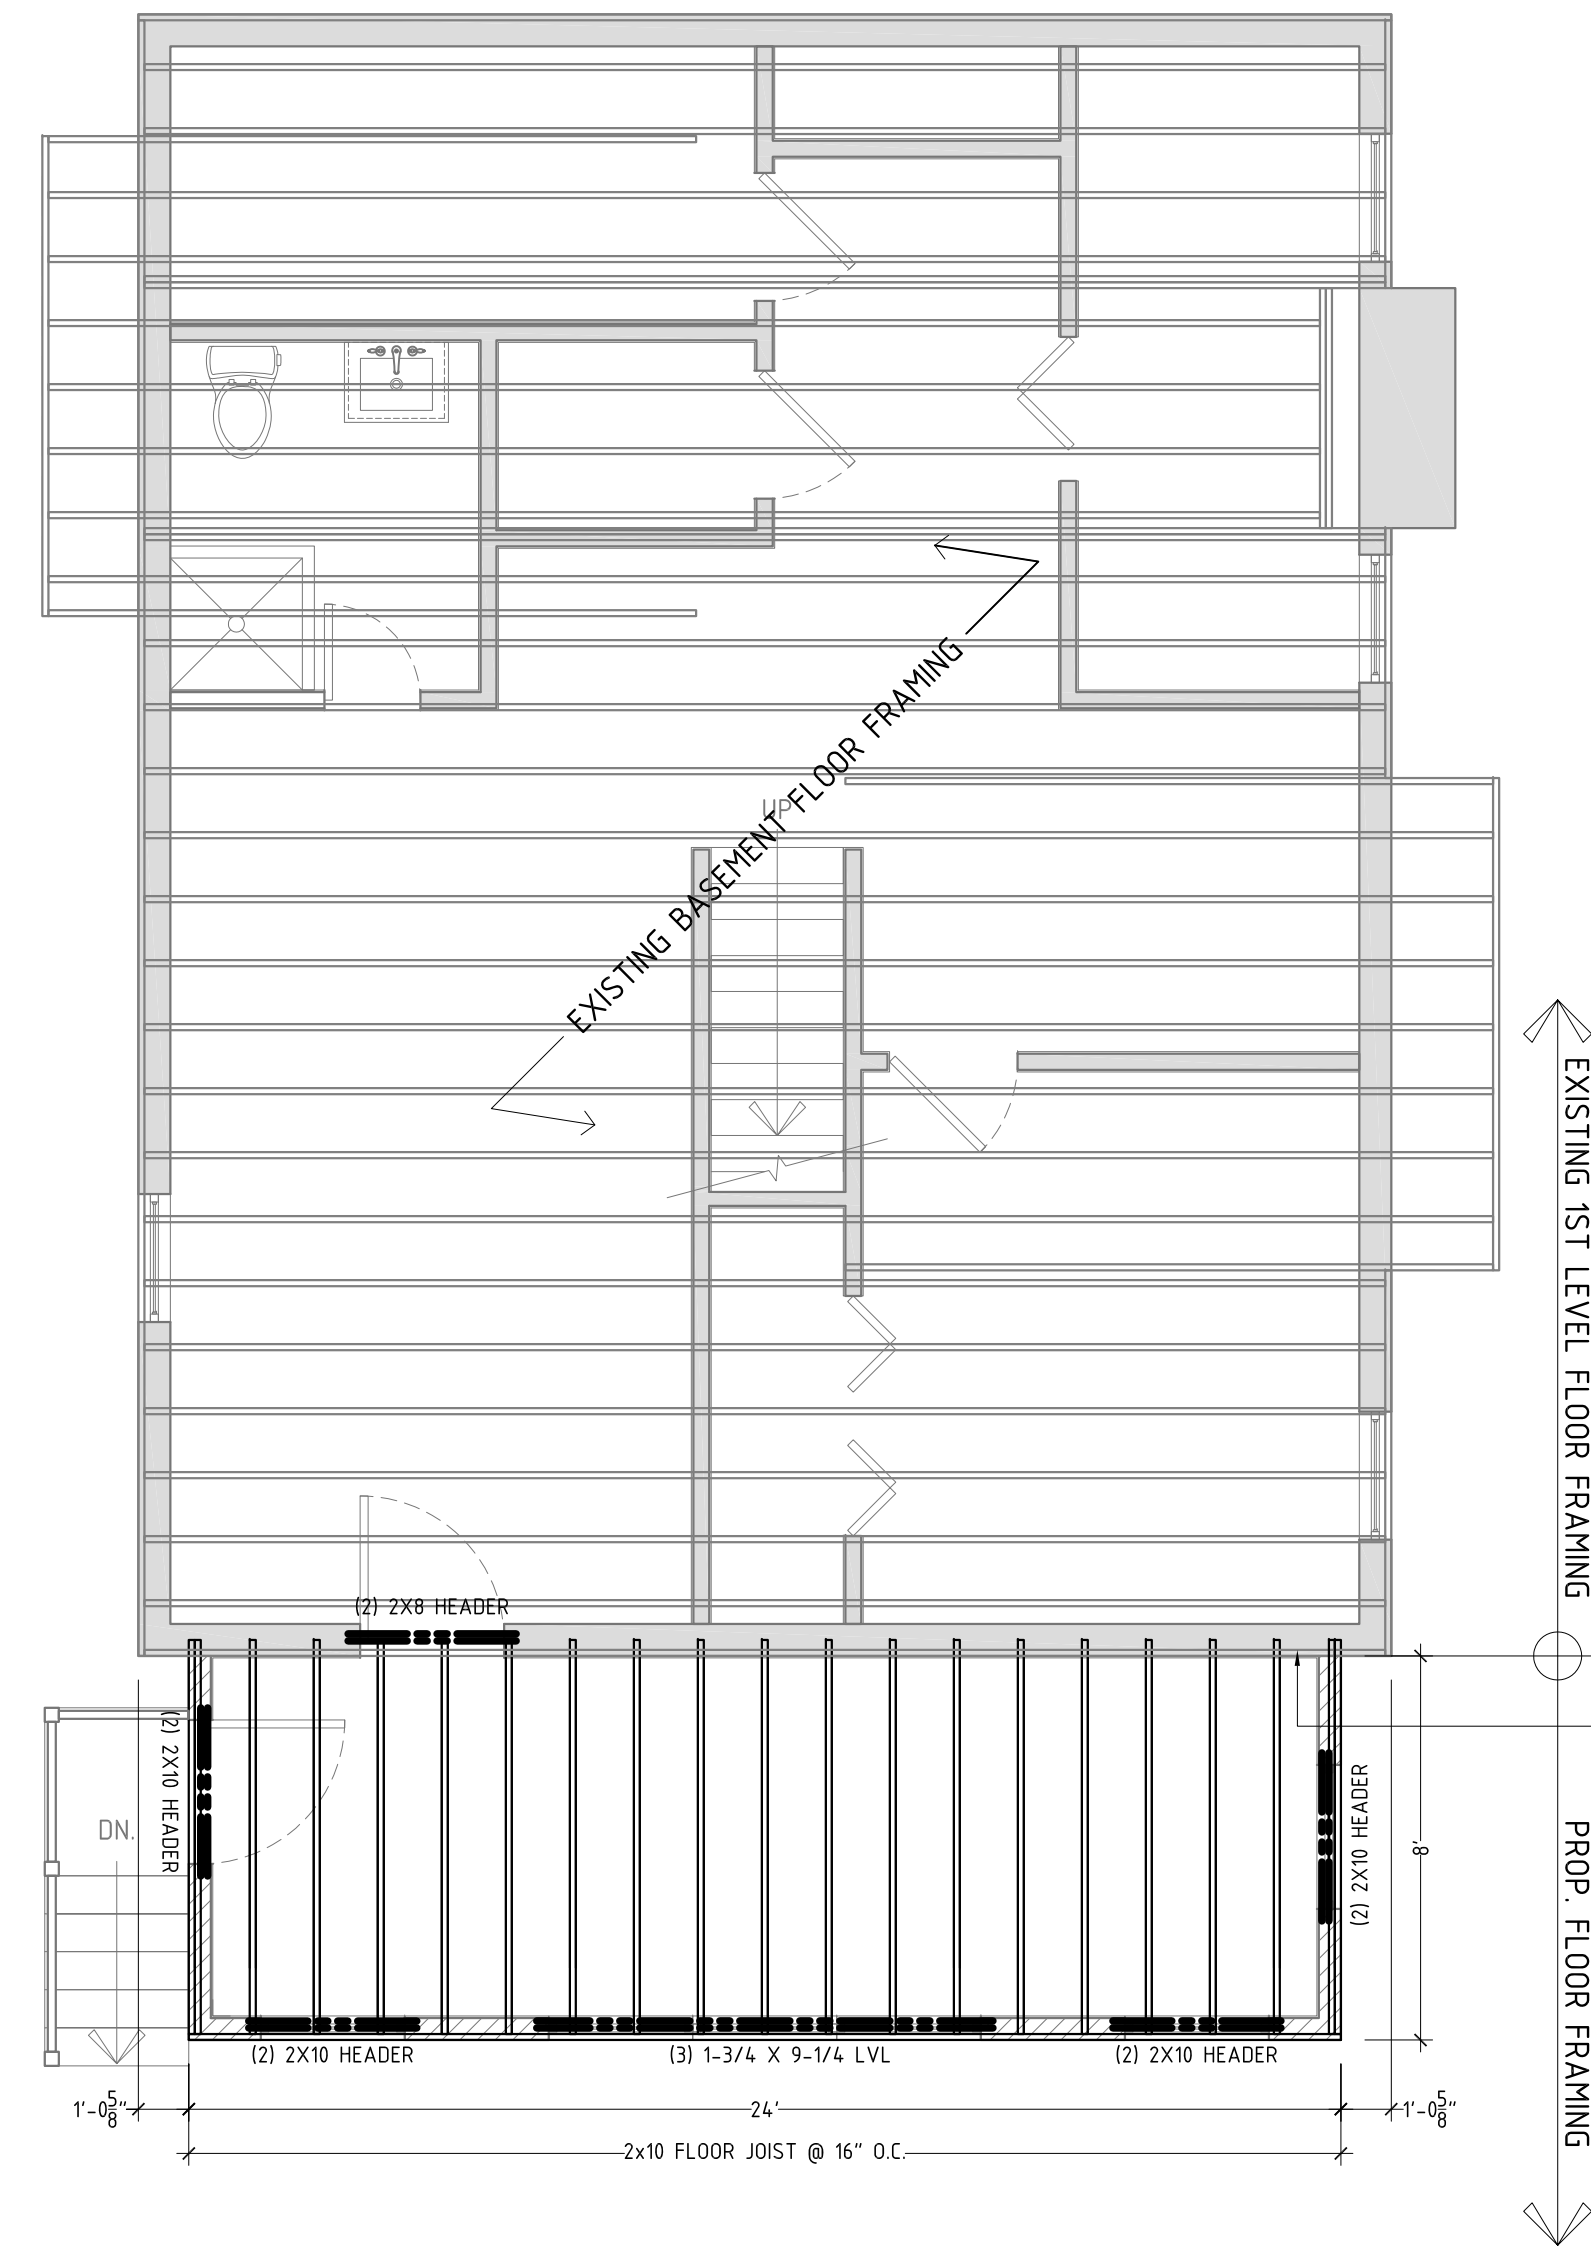 UP
EXISTING BASEMENT FLOOR FRAMING
EXISTING 1ST LEVEL FLOOR FRAMING
(2) 2X8 HEADER
(2) 2X10 HEADER
DN.
(2) 2X10 HEADER
8'
PROP. FLOOR FRAMING
(2) 2X10 HEADER
(3) 1-3/4 X 9-1/4 LVL
(2) 2X10 HEADER
1'-0 5/8"
24'
1'-0 5/8"
2x10 FLOOR JOIST @ 16" O.C.